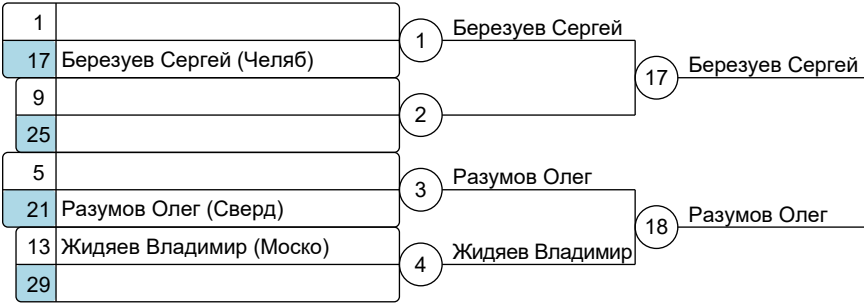 1
17 Березуев Сергей (Челяб)
1
Березуев Сергей
9
25
2
17
Березуев Сергей
5
21 Разумов Олег (Сверд)
3
Разумов Олег
13 Жидяев Владимир (Моско)
29
4
Жидяев Владимир
18
Разумов Олег